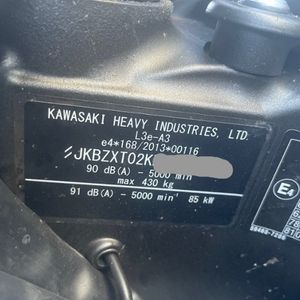 KAWASAKI HEAVY INDUSTRIES, LTD.
L3e-A3
e4*168/2013*00116
JKBZXT02K
90 dB(A) - 5000 min
max 430 kg
91 dB(A) - 5000 min⁻¹ 85 kW
E4